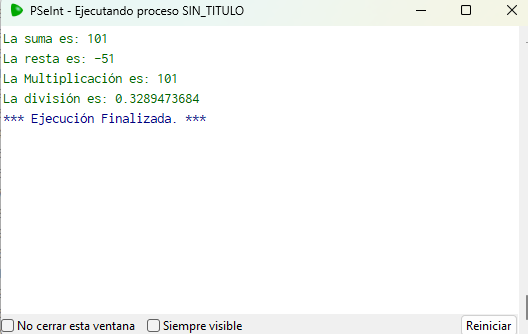 PSeInt - Ejecutando proceso SIN_TITULO
La suma es: 101
La resta es: -51
La Multiplicación es: 101
La división es: 0.3289473684
*** Ejecución Finalizada. ***
No cerrar esta ventana Siempre visible Reiniciar